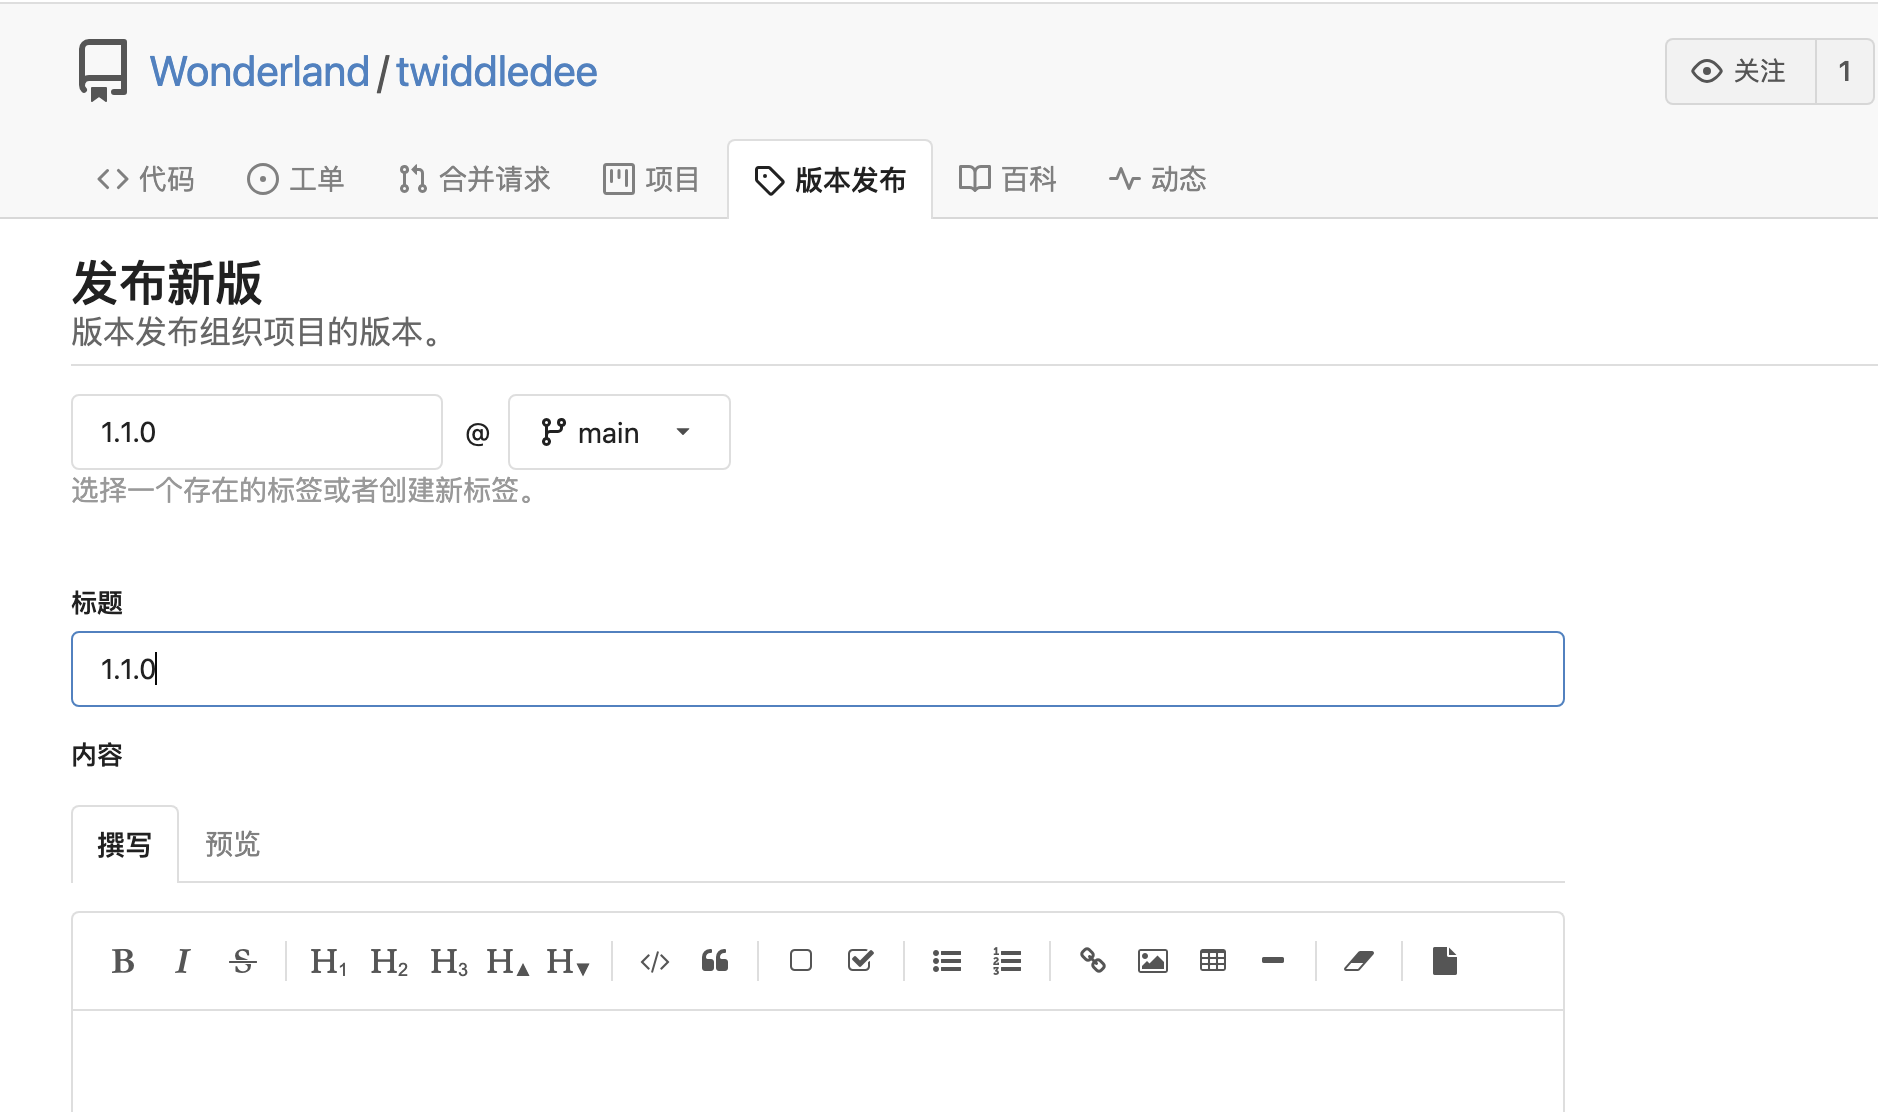 Wonderland/twiddledee
关注 1
代码 工单 合并请求 项目 版本发布 百科 动态
发布新版
版本发布组织项目的版本。
1.1.0 @ main
选择一个存在的标签或者创建新标签。
标题
1.1.0
内容
撰写 预览
B I S H1 H2 H3 H▲ H▼